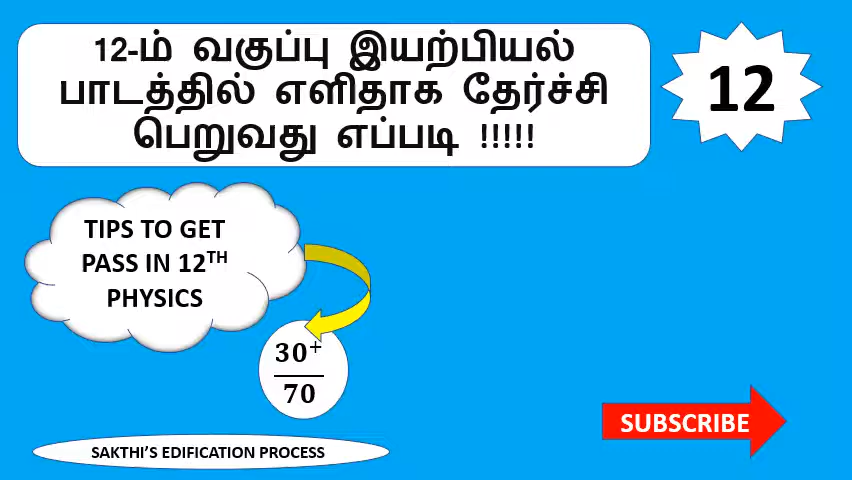 12-ம் வகுப்பு இயற்பியல்
பாடத்தில் எளிதாக தேர்ச்சி
பெறுவது எப்படி !!!!!
12
TIPS TO GET
PASS IN 12TH
PHYSICS
30+
70
SUBSCRIBE
SAKTHI'S EDIFICATION PROCESS